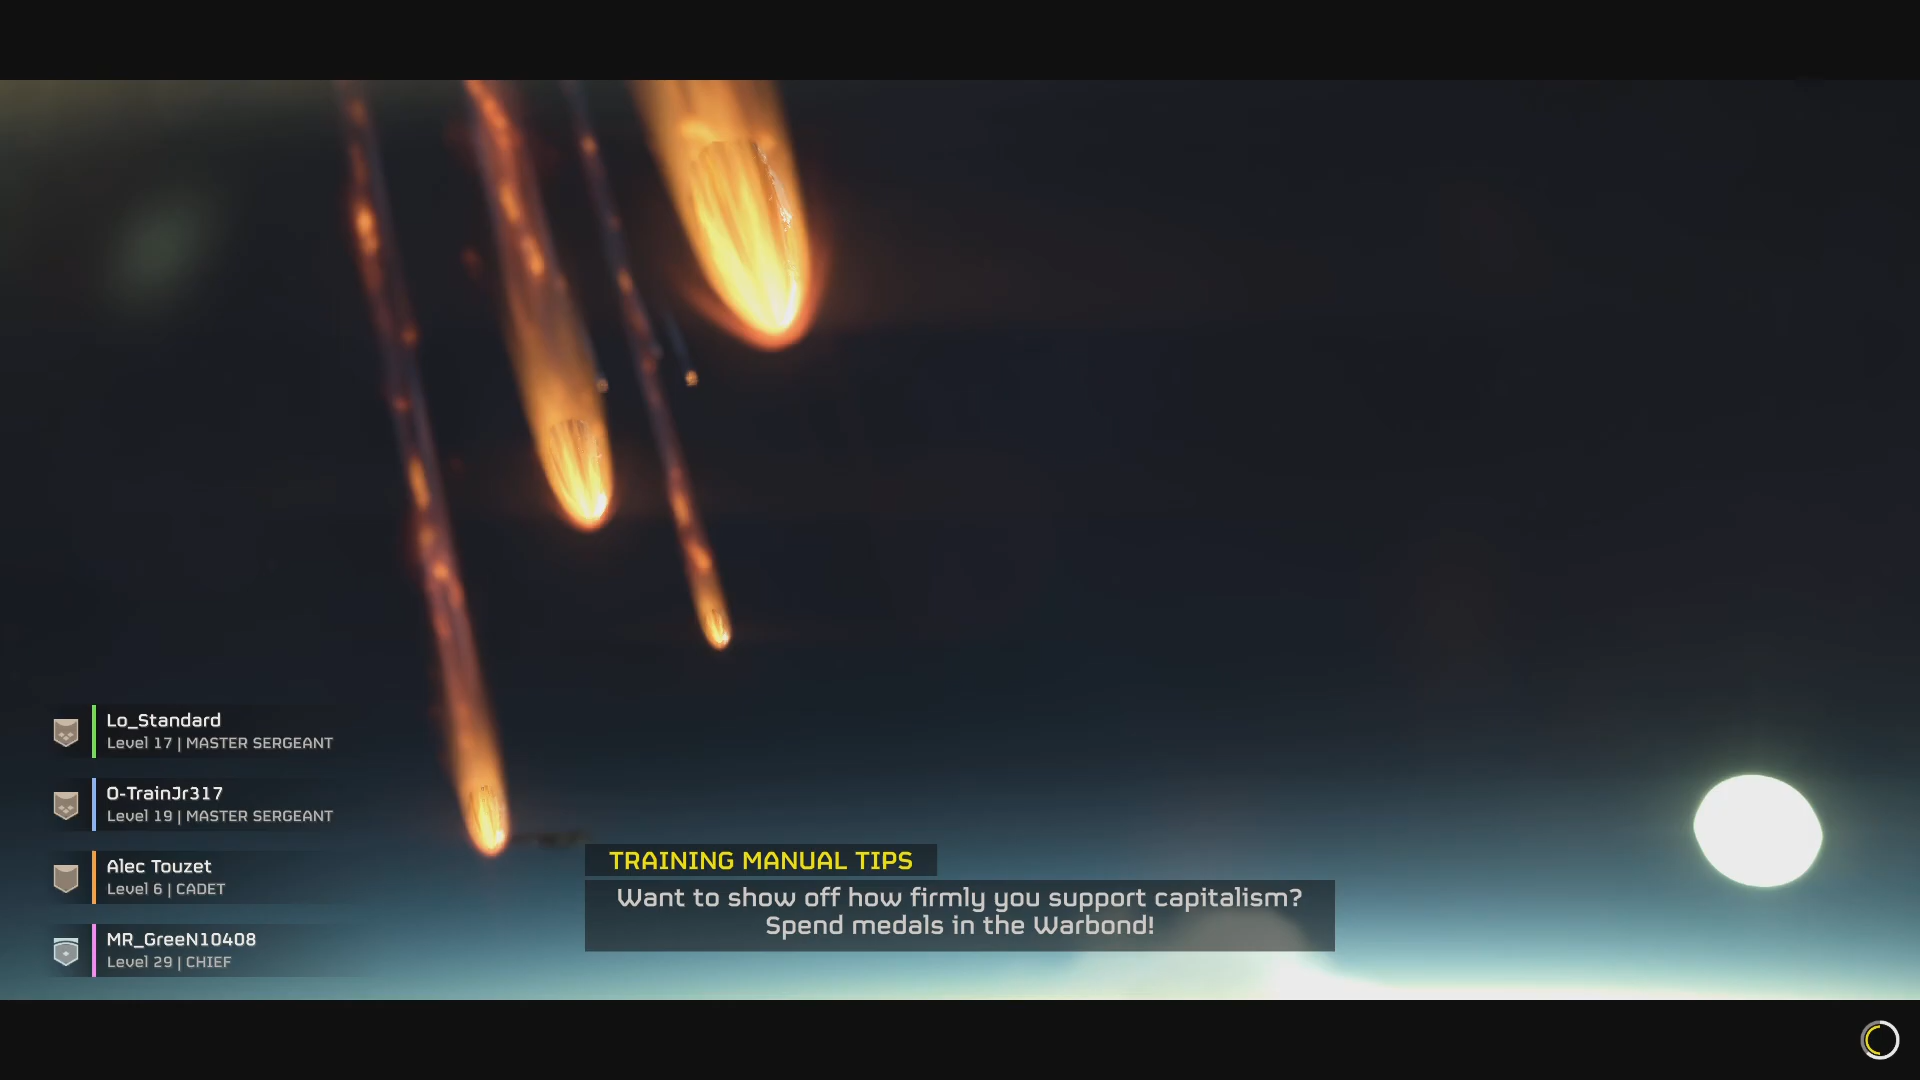 Lo_Standard
Level 17 | MASTER SERGEANT
O-TrainJr317
Level 19 | MASTER SERGEANT
Alec Touzet
Level 6 | CADET
MR_GreeN10408
Level 29 | CHIEF
TRAINING MANUAL TIPS
Want to show off how firmly you support capitalism?
Spend medals in the Warbond!